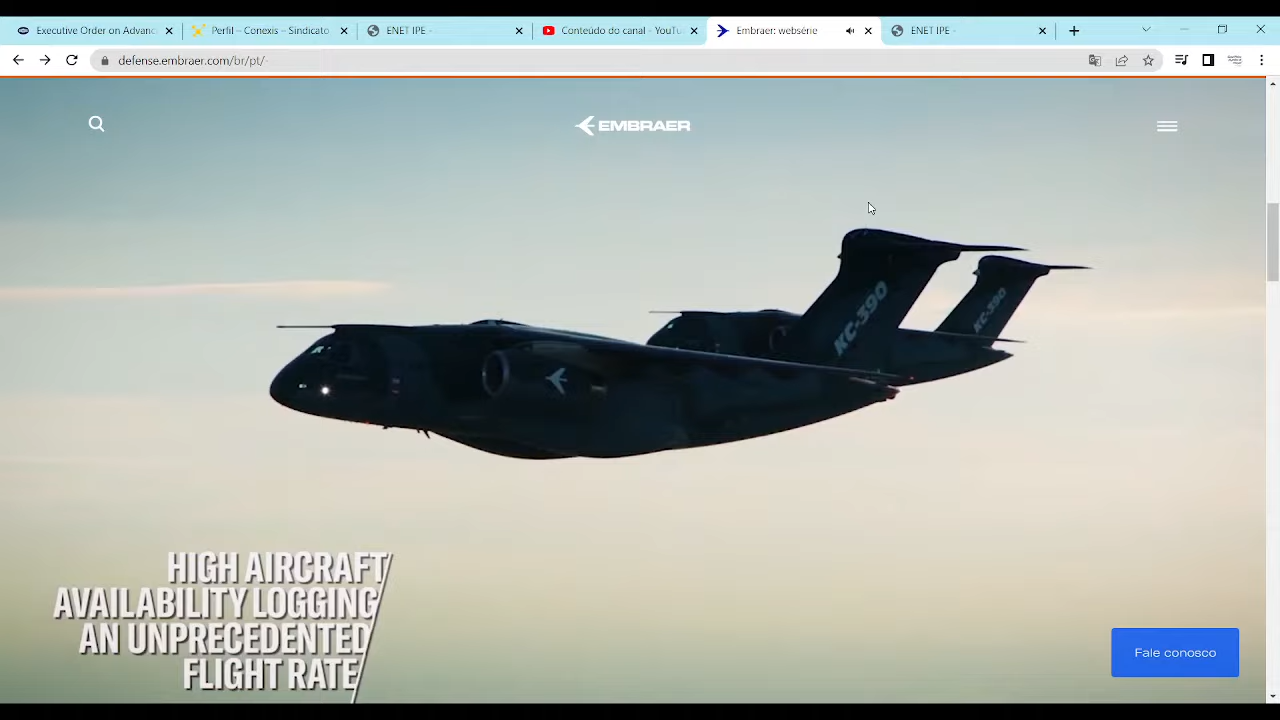 Executive Order on Advanc
Perfil – Conexis – Sindicato
ENET IPE -
Conteúdo do canal - YouTu
Embraer: websérie
ENET IPE -
defense.embraer.com/br/pt/
EMBRAER
KC-390
KC-390
HIGH AIRCRAFT
AVAILABILITY LOGGING
AN UNPRECEDENTED
FLIGHT RATE
Fale conosco